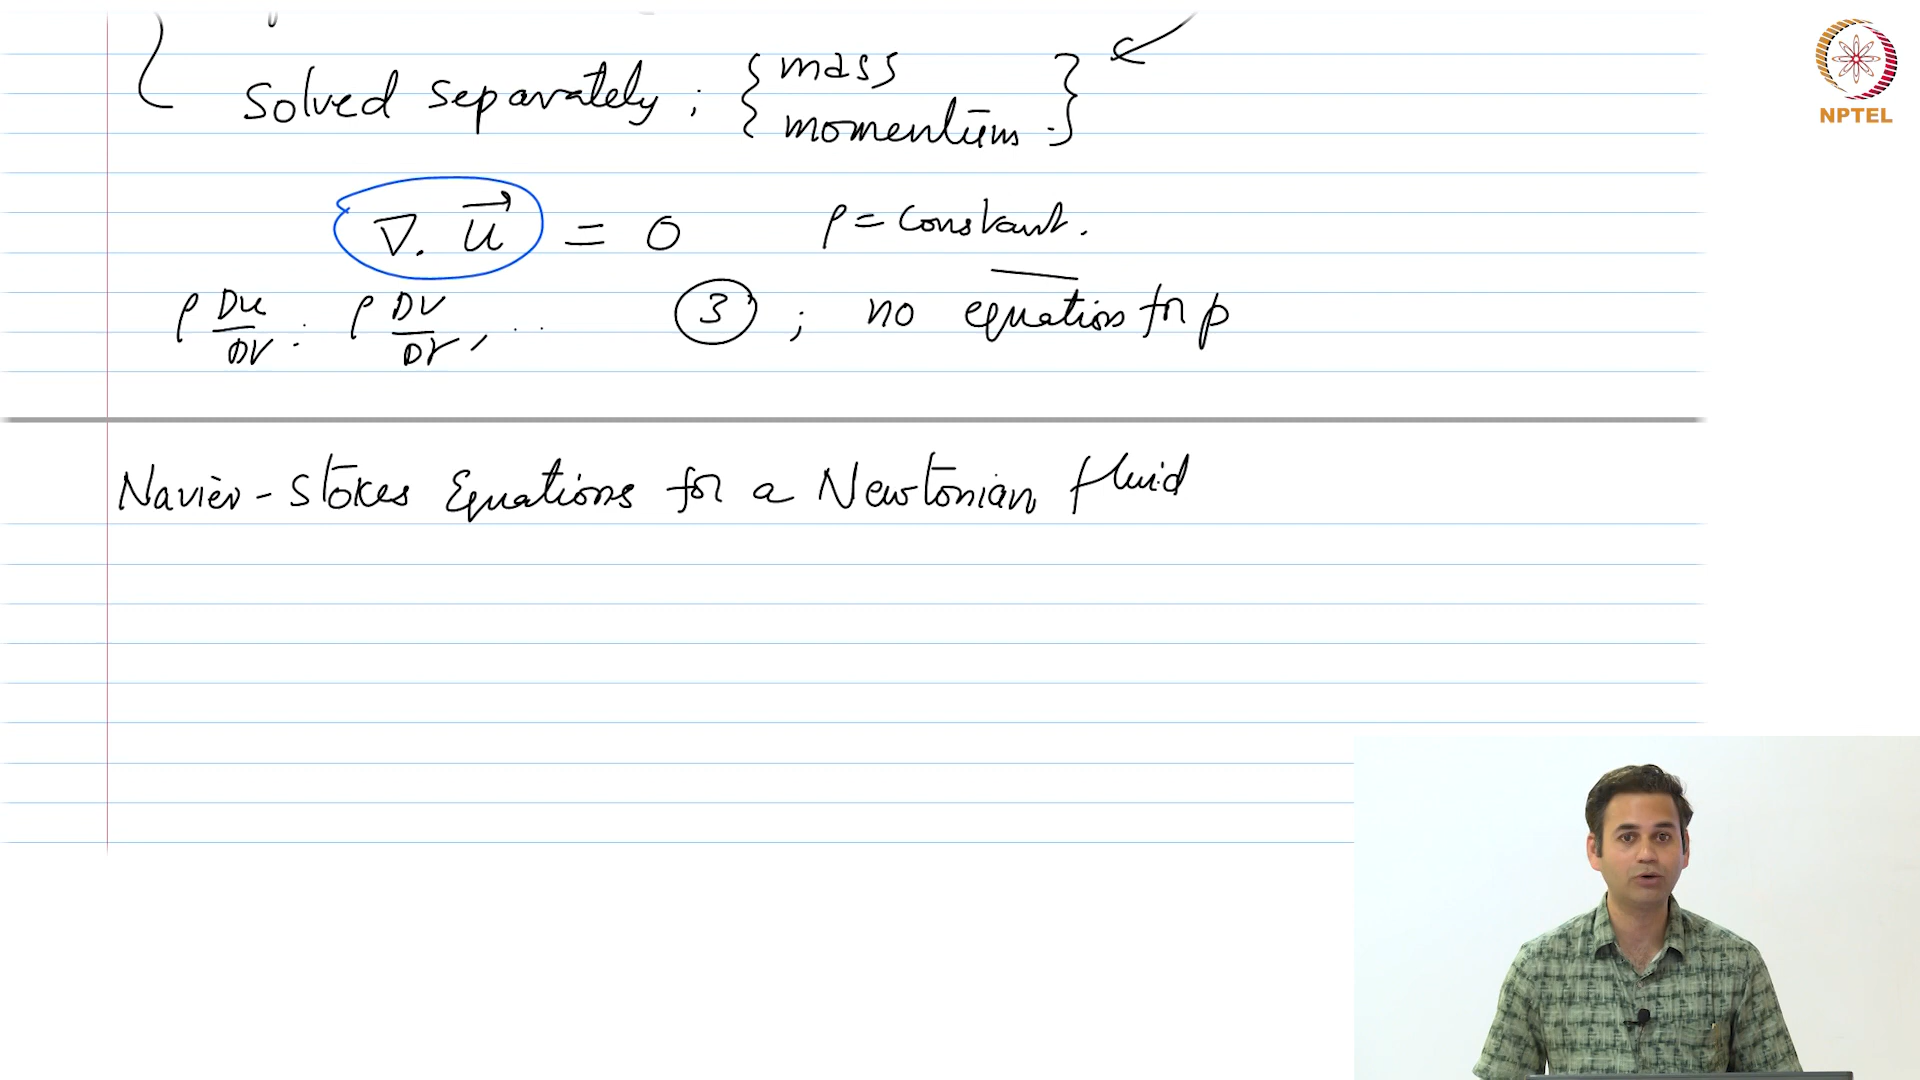 solved separately ; { mass
momentum . }
∇. u⃗ = 0 ρ = constant .
ρ Du/Dt : ρ Dv/Dt , . . . 3 ; no equation for p
Navier-Stokes Equations for a Newtonian fluid
NPTEL